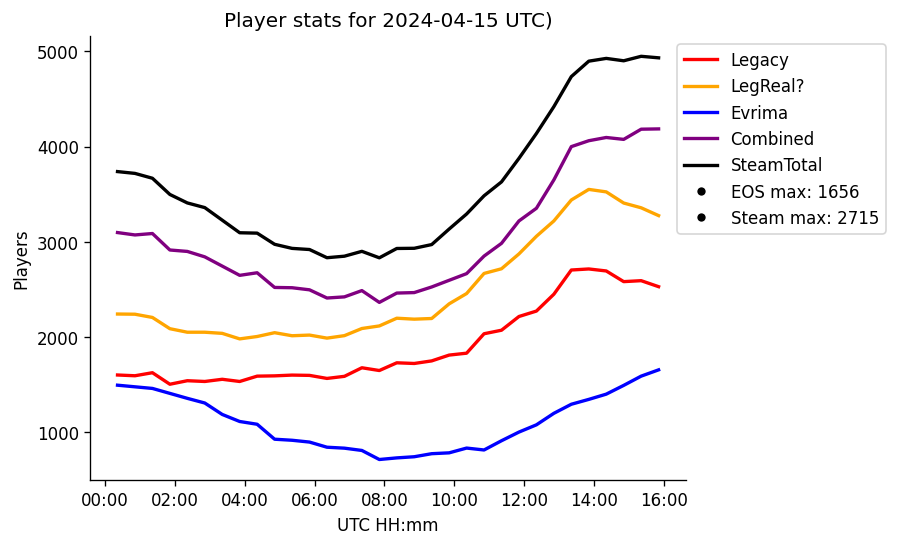 Player stats for 2024-04-15 UTC)
5000
4000
3000
2000
1000
Players
00:00 02:00 04:00 06:00 08:00 10:00 12:00 14:00 16:00
UTC HH:mm
Legacy
LegReal?
Evrima
Combined
SteamTotal
EOS max: 1656
Steam max: 2715